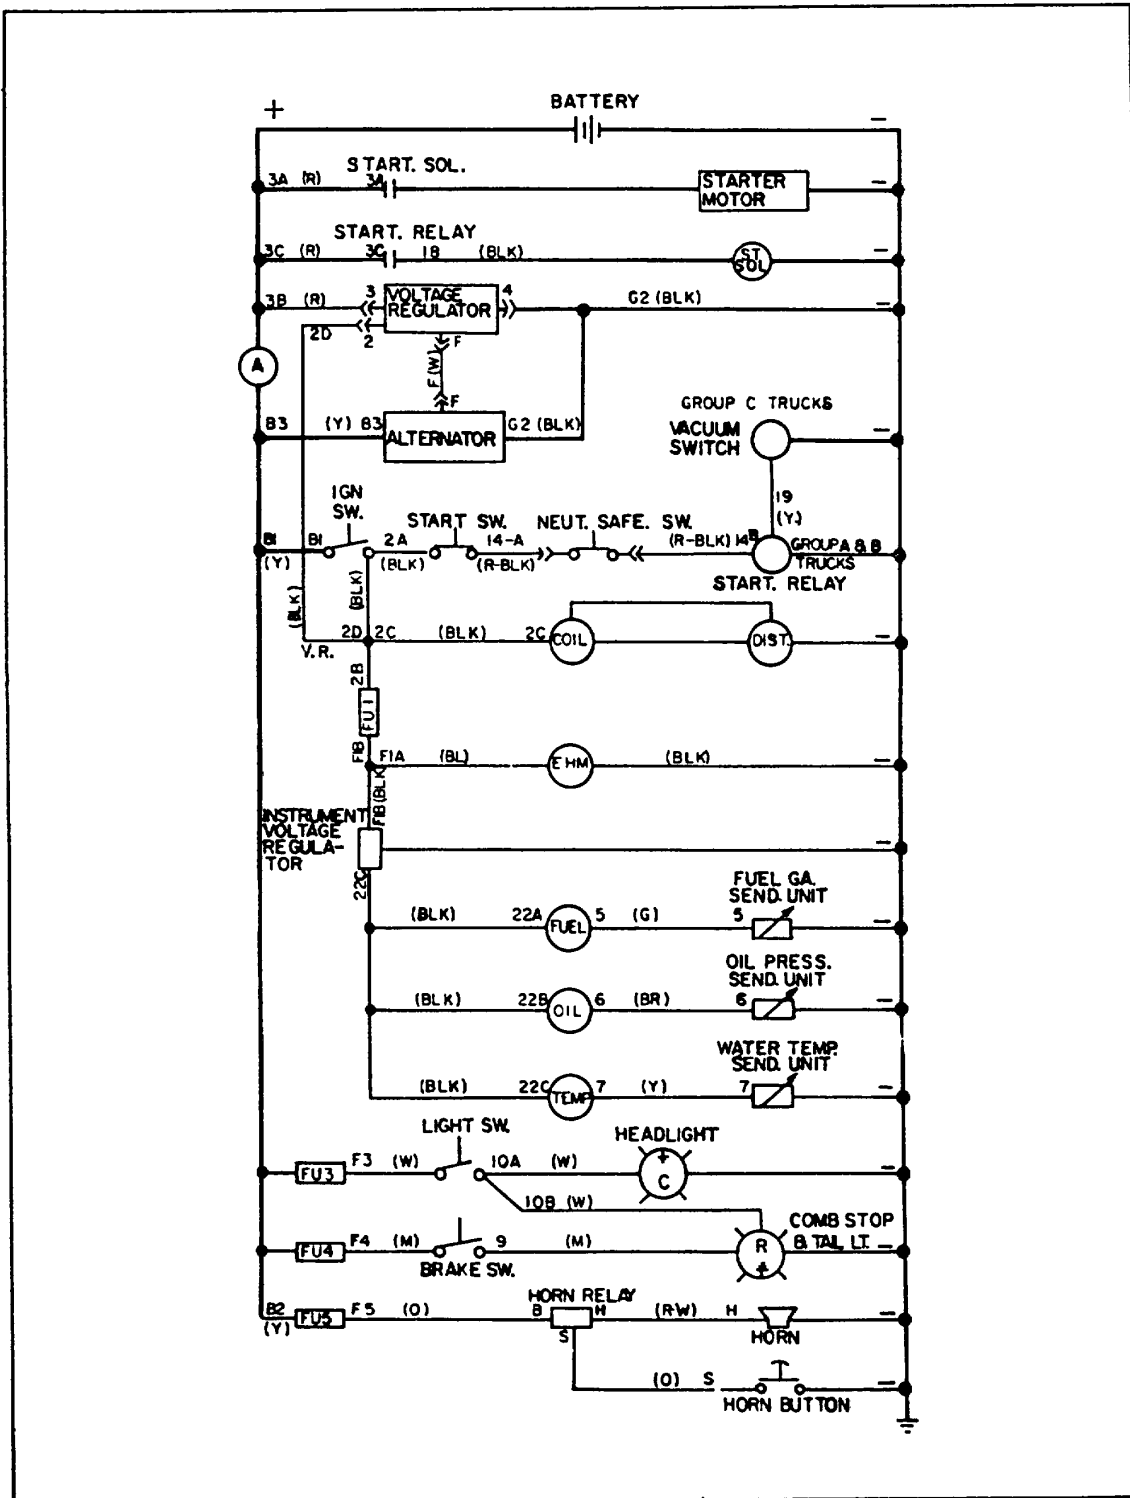 BATTERY
+ –
START. SOL.
3A (R) 3A
STARTER
MOTOR
–
START. RELAY
3C (R) 3C 18 (BLK)
ST
SOL
–
3B (R) 3
VOLTAGE
REGULATOR
4
G2 (BLK)
–
2D 2
F
F (W)
F
A
B3 (Y) B3
ALTERNATOR
G2 (BLK)
GROUP C TRUCKS
VACUUM
SWITCH
–
19
(Y)
IGN
SW.
START SW.
NEUT. SAFE. SW.
B1
(Y)
B1
2A
(BLK)
14-A
(R-BLK)
(R-BLK) 14B
GROUP A & B
TRUCKS
START. RELAY
(BLK)
(BLK)
2D 2C (BLK) 2C
COIL
DIST.
–
V.R.
2B
FU1
F1B
F1A (BL)
EHM
(BLK)
–
F1B (BLK)
INSTRUMENT
VOLTAGE
REGULA-
TOR
–
22C
FUEL GA.
SEND. UNIT
(BLK) 22A
FUEL
5 (G) 5
–
OIL PRESS.
SEND. UNIT
(BLK) 22B
OIL
6 (BR) 6
–
WATER TEMP.
SEND. UNIT
(BLK) 22C
TEMP
7 (Y) 7
–
LIGHT SW.
HEADLIGHT
FU3
F3 (W)
10A (W)
+
C
–
10B (W)
COMB STOP
& TAIL LT.
FU4
F4 (M)
9 (M)
R
–
BRAKE SW.
HORN RELAY
B2
(Y)
FU5
F5 (O)
B H
S
(R-W) H
–
HORN
(O) S
–
HORN BUTTON